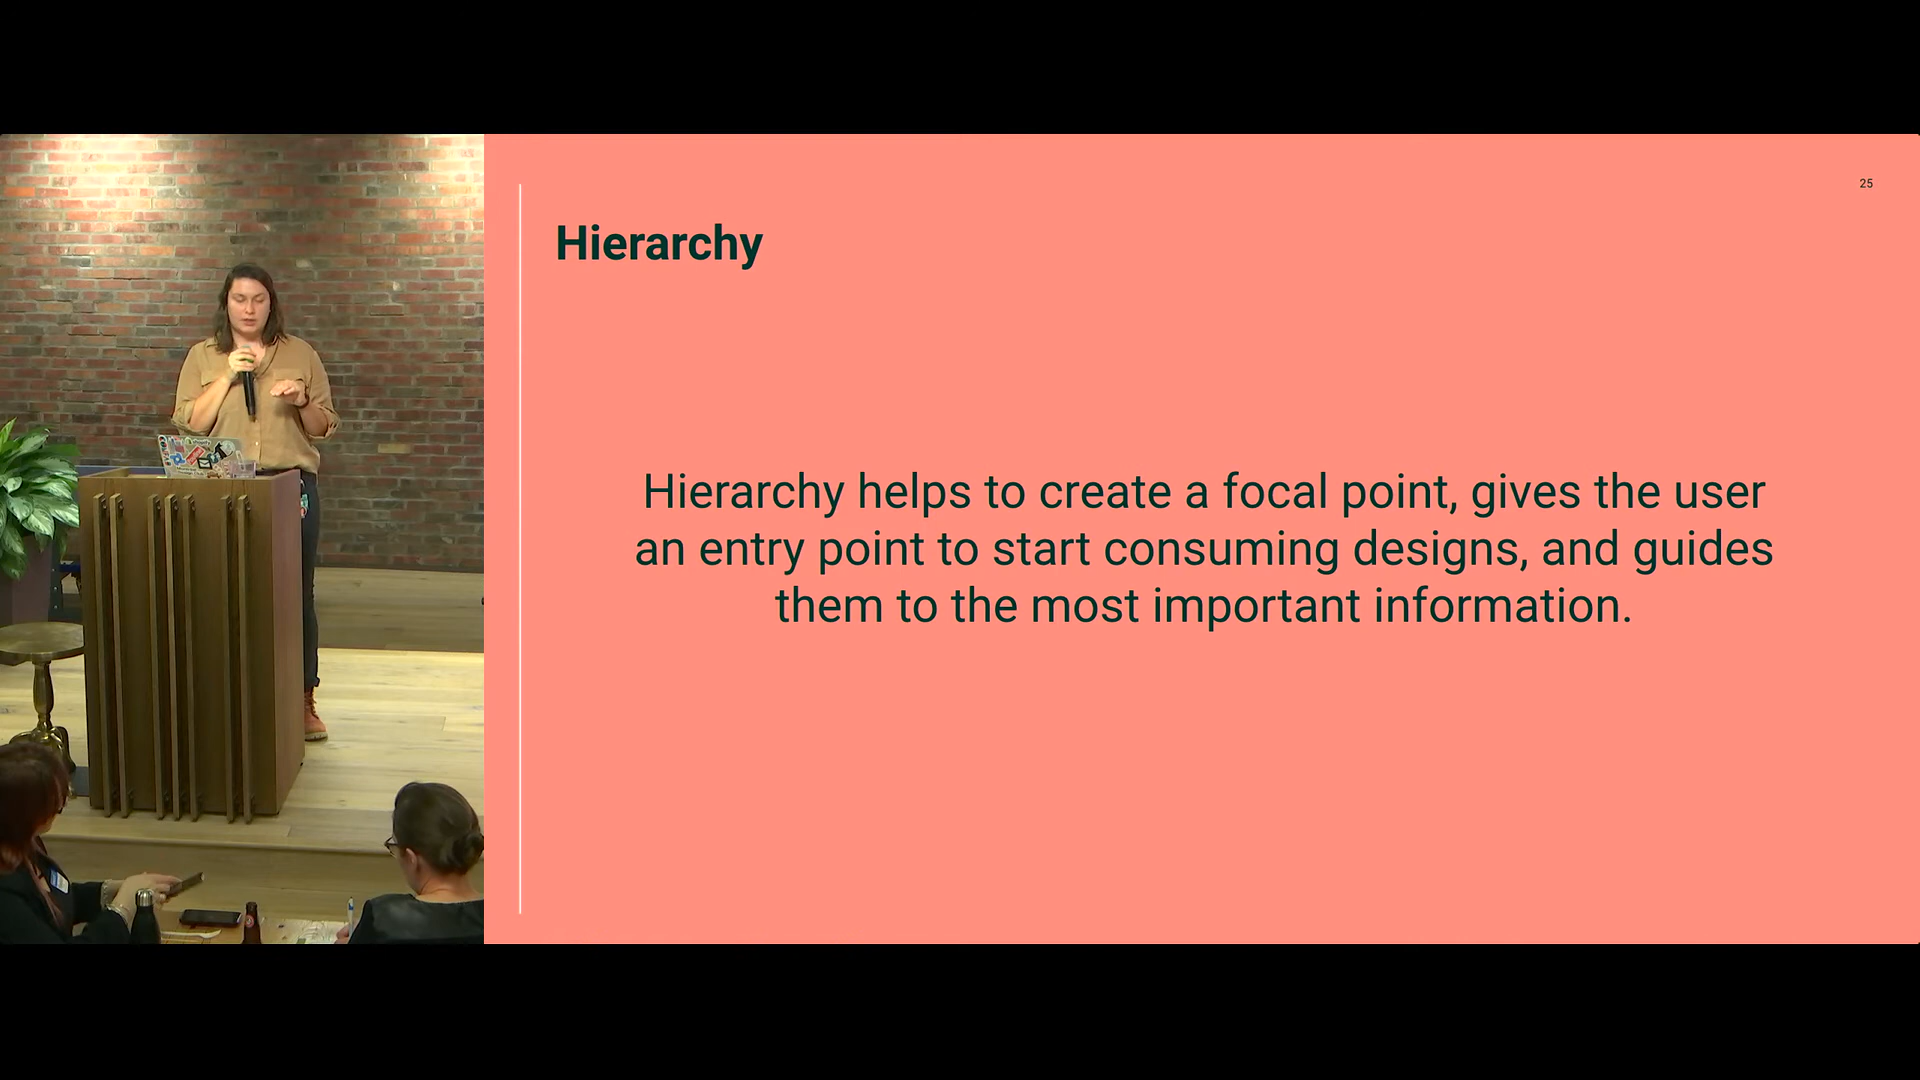 25
Hierarchy
Hierarchy helps to create a focal point, gives the user
an entry point to start consuming designs, and guides
them to the most important information.